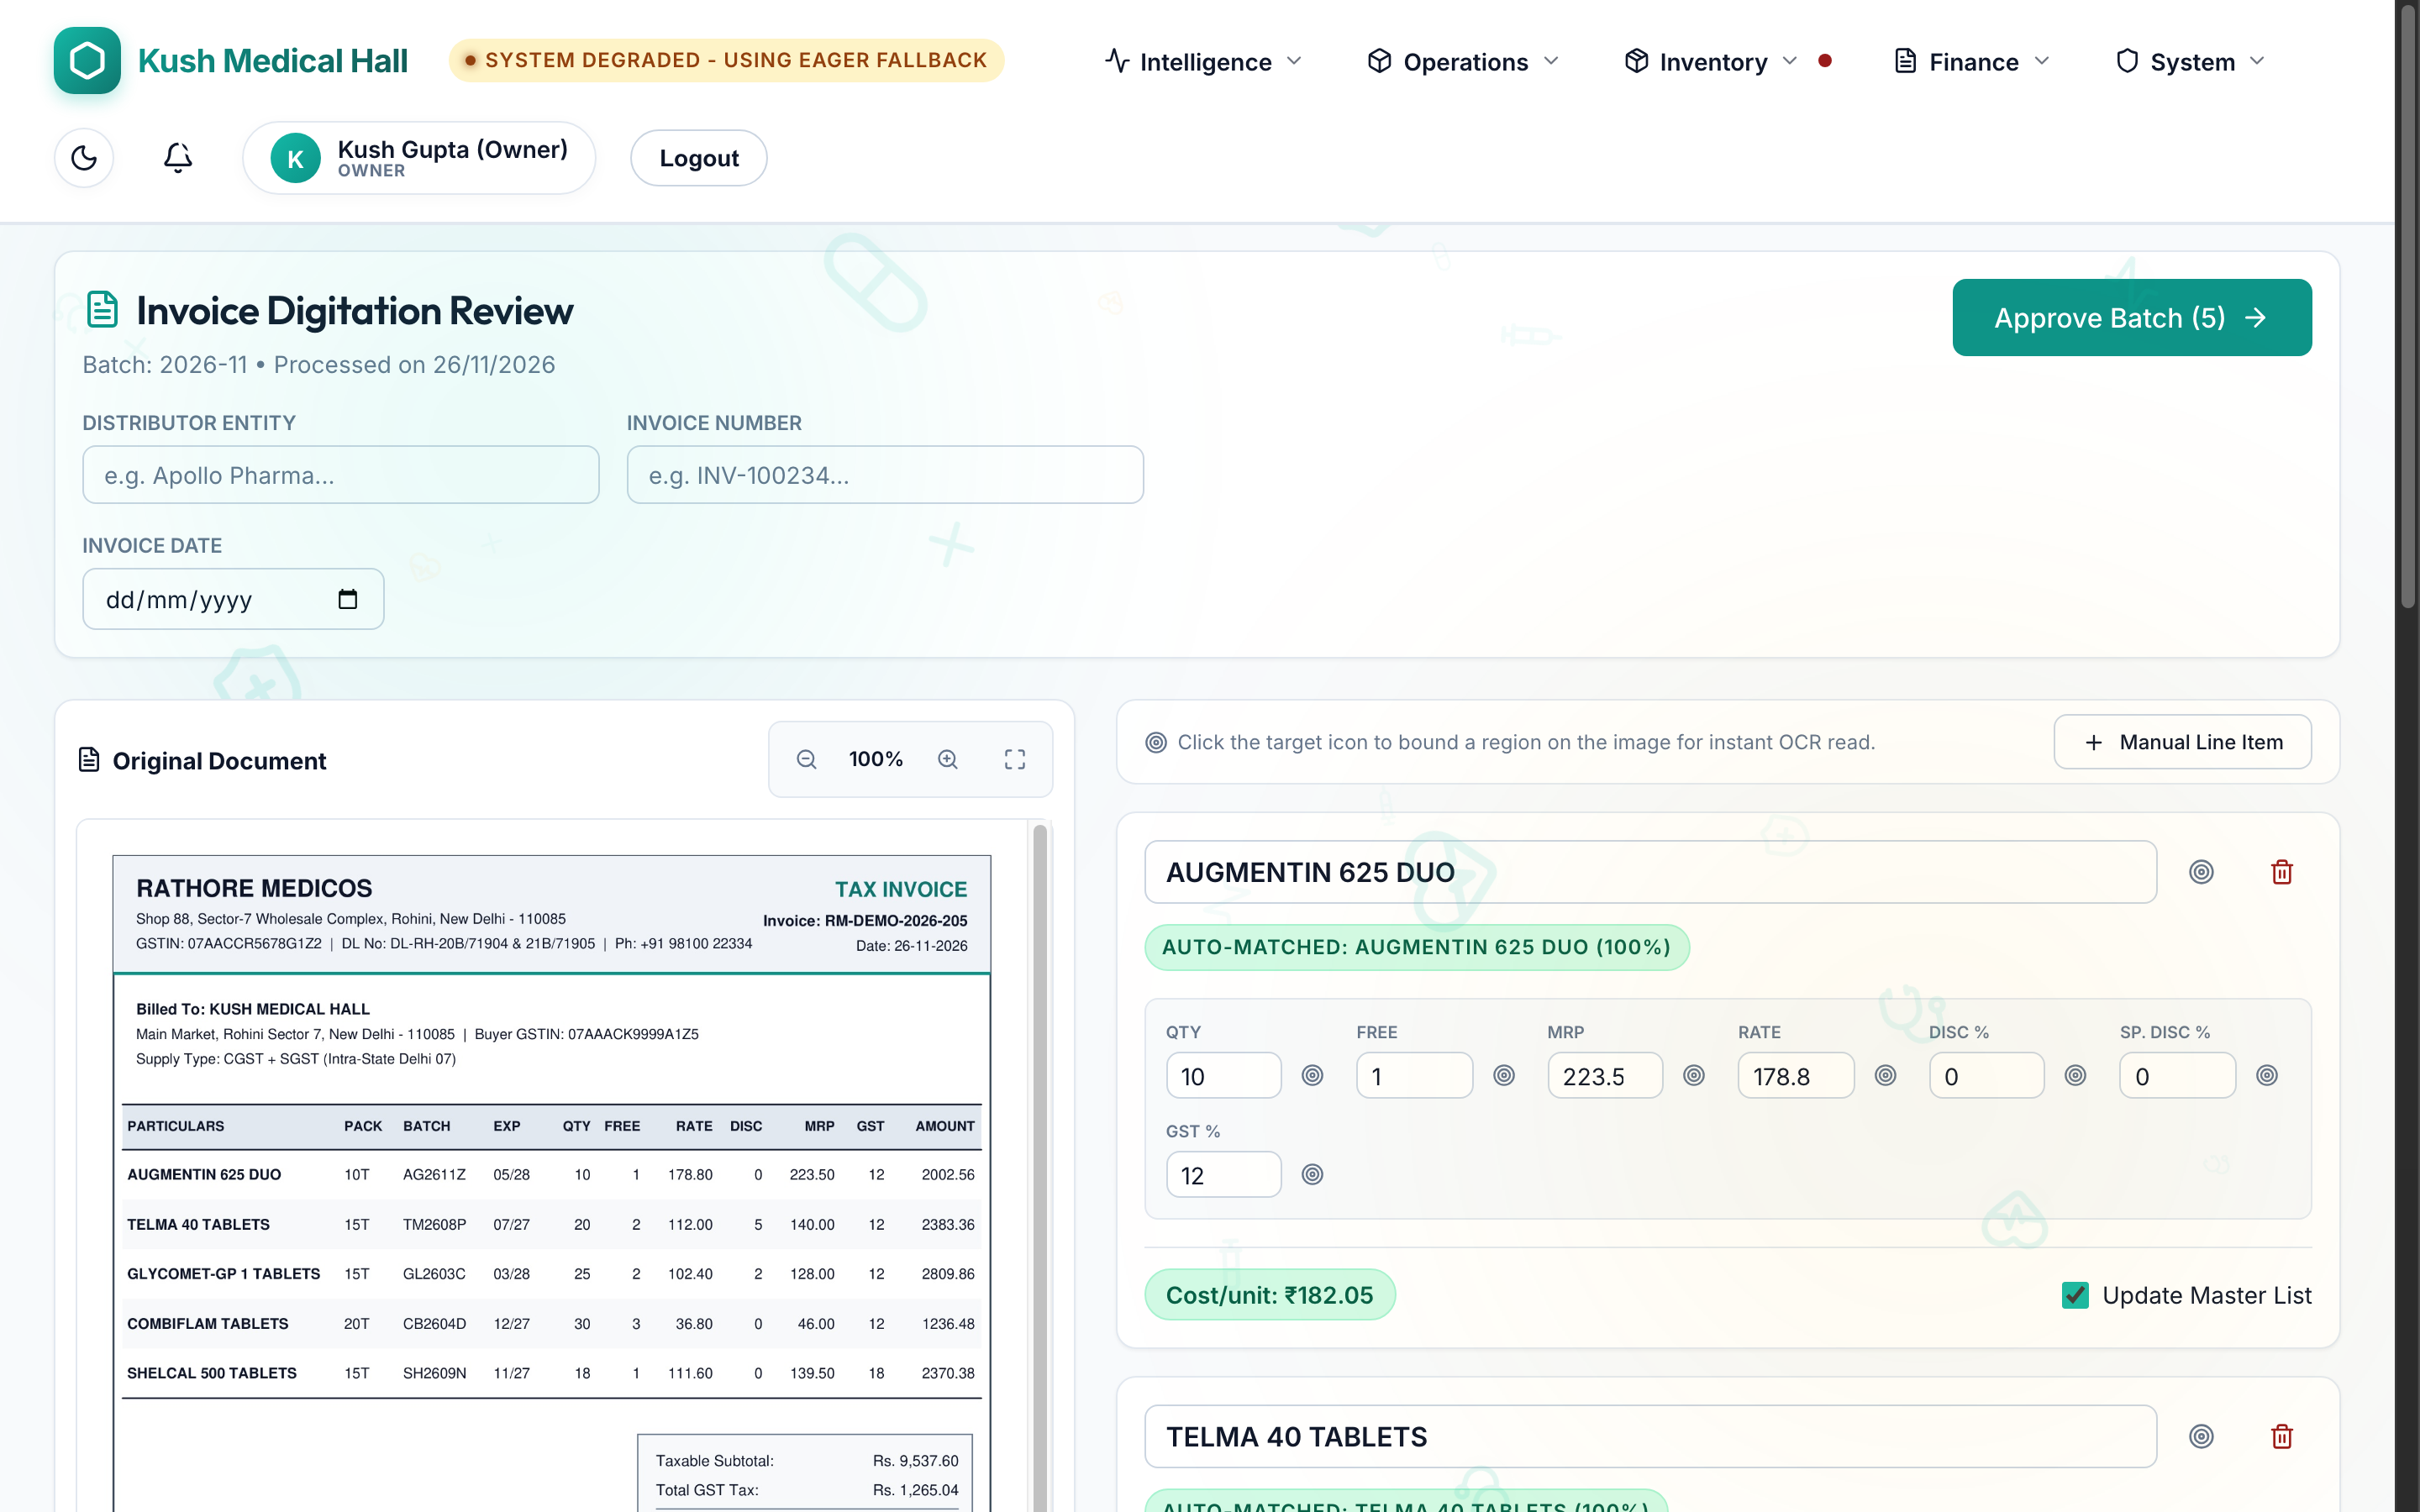 Kush Medical Hall
SYSTEM DEGRADED - USING EAGER FALLBACK
Intelligence
Operations
Inventory
Finance
System
K
Kush Gupta (Owner)
OWNER
Logout
Invoice Digitation Review
Approve Batch (5)
Batch: 2026-11 • Processed on 26/11/2026
DISTRIBUTOR ENTITY
INVOICE NUMBER
e.g. Apollo Pharma...
e.g. INV-100234...
INVOICE DATE
dd/mm/yyyy
Original Document
100%
RATHORE MEDICOS
TAX INVOICE
Shop 88, Sector-7 Wholesale Complex, Rohini, New Delhi - 110085
Invoice: RM-DEMO-2026-205
GSTIN: 07AACCR5678G1Z2 | DL No: DL-RH-20B/71904 & 21B/71905 | Ph: +91 98100 22334
Date: 26-11-2026
Billed To: KUSH MEDICAL HALL
Main Market, Rohini Sector 7, New Delhi - 110085 | Buyer GSTIN: 07AAACK9999A1Z5
Supply Type: CGST + SGST (Intra-State Delhi 07)
PARTICULARS PACK BATCH EXP QTY FREE RATE DISC MRP GST AMOUNT
AUGMENTIN 625 DUO 10T AG2611Z 05/28 10 1 178.80 0 223.50 12 2002.56
TELMA 40 TABLETS 15T TM2608P 07/27 20 2 112.00 5 140.00 12 2383.36
GLYCOMET-GP 1 TABLETS 15T GL2603C 03/28 25 2 102.40 2 128.00 12 2809.86
COMBIFLAM TABLETS 20T CB2604D 12/27 30 3 36.80 0 46.00 12 1236.48
SHELCAL 500 TABLETS 15T SH2609N 11/27 18 1 111.60 0 139.50 18 2370.38
Taxable Subtotal: Rs. 9,537.60
Total GST Tax: Rs. 1,265.04
Click the target icon to bound a region on the image for instant OCR read.
Manual Line Item
AUGMENTIN 625 DUO
AUTO-MATCHED: AUGMENTIN 625 DUO (100%)
QTY FREE MRP RATE DISC % SP. DISC %
10 1 223.5 178.8 0 0
GST %
12
Cost/unit: ₹182.05
Update Master List
TELMA 40 TABLETS
AUTO-MATCHED: TELMA 40 TABLETS (100%)